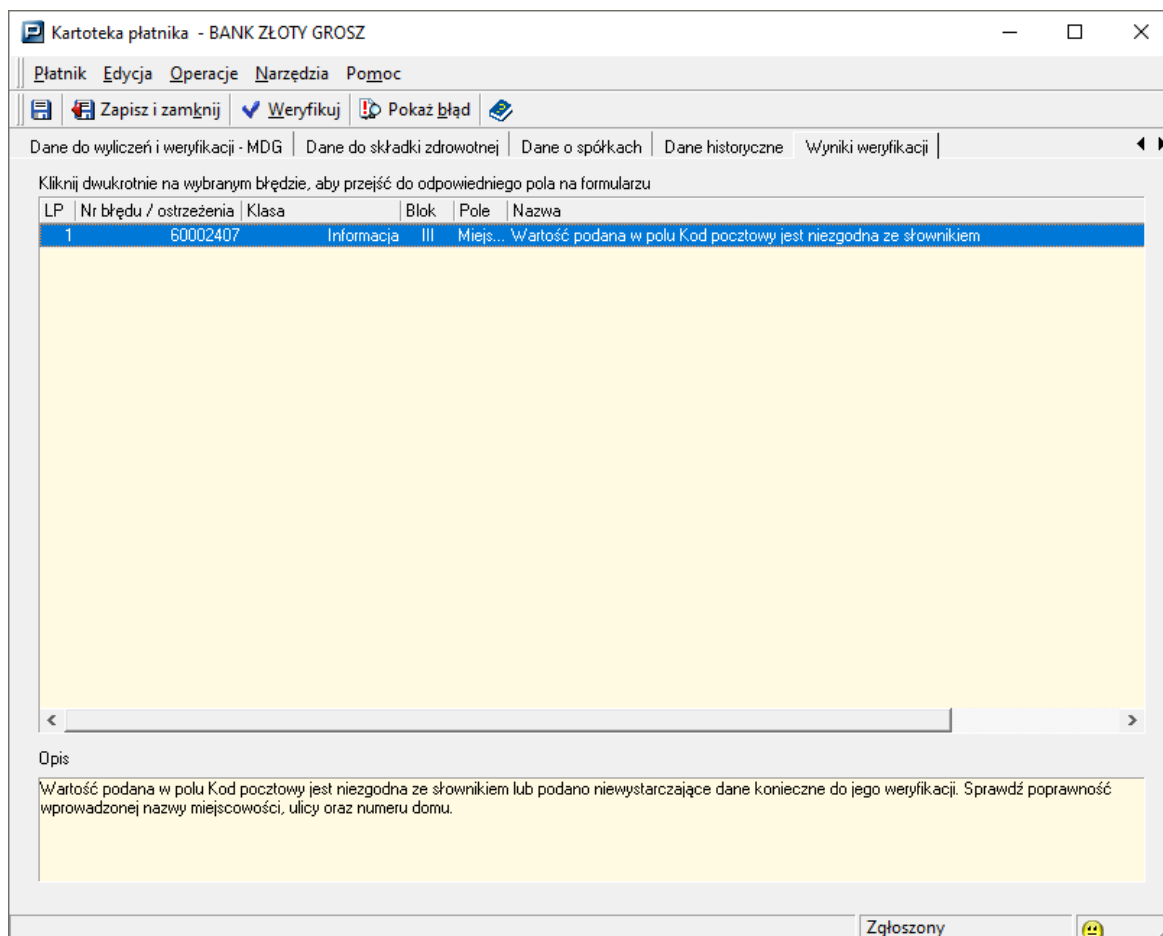 Kartoteka płatnika - BANK ZŁOTY GROSZ
Płatnik Edycja Operacje Narzędzia Pomoc
Zapisz i zamknij Weryfikuj Pokaż błąd
Dane do wyliczeń i weryfikacji - MDG Dane do składki zdrowotnej Dane o spółkach Dane historyczne Wyniki weryfikacji
Kliknij dwukrotnie na wybranym błędzie, aby przejść do odpowiedniego pola na formularzu
LP Nr błędu / ostrzeżenia Klasa Blok Pole Nazwa
1 60002407 Informacja III Miejs... Wartość podana w polu Kod pocztowy jest niezgodna ze słownikiem
Opis
Wartość podana w polu Kod pocztowy jest niezgodna ze słownikiem lub podano niewystarczające dane konieczne do jego weryfikacji. Sprawdź poprawność
wprowadzonej nazwy miejscowości, ulicy oraz numeru domu.
Zgłoszony